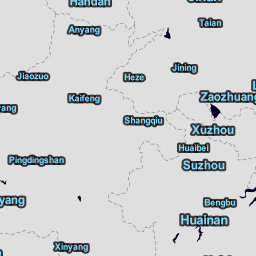 Handan
Anyang
Taian
Jiaozuo
Heze
Jining
Kaifeng
Zaozhuang
Shangqiu
Xuzhou
Huaibei
Pingdingshan
Suzhou
Bengbu
Huainan
Xinyang